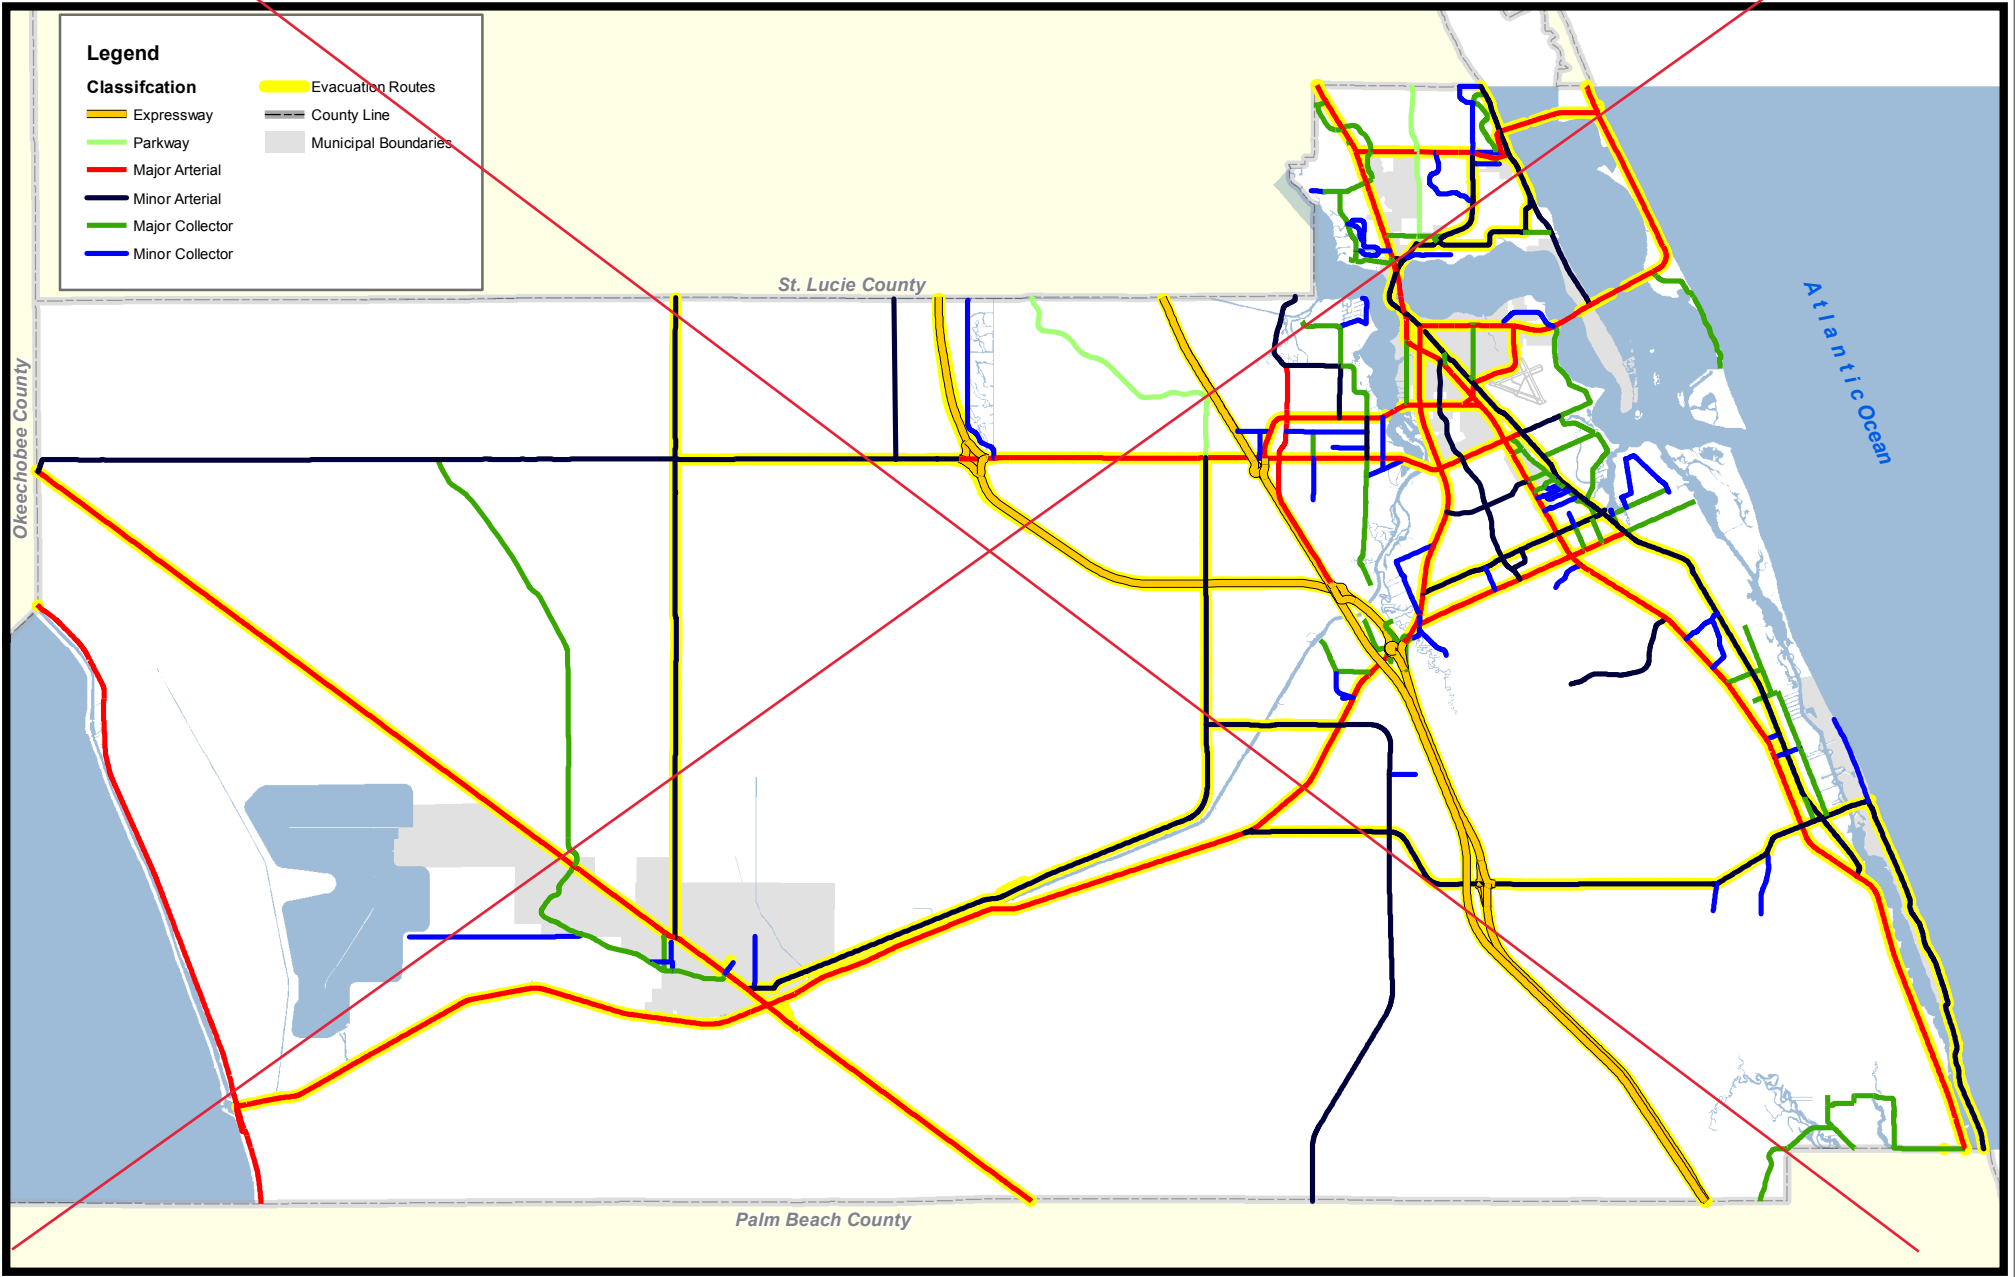 Legend
Classifcation
Expressway
Parkway
Major Arterial
Minor Arterial
Major Collector
Minor Collector
Evacuation Routes
County Line
Municipal Boundaries
St. Lucie County
Okeechobee County
Atlantic Ocean
Palm Beach County